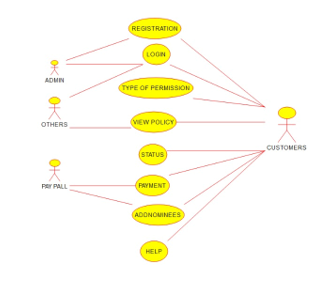 REGISTRATION
LOGIN
ADMIN
TYPE OF PERMISSION
OTHERS
VIEW POLICY
CUSTOMERS
STATUS
PAY PALL
PAYMENT
ADDNOMINEES
HELP